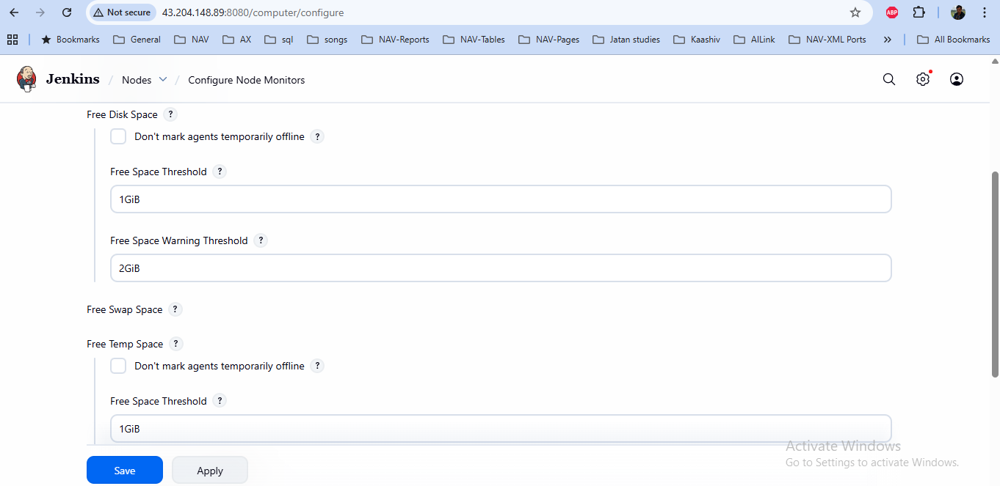 Not secure 43.204.148.89:8080/computer/configure ABP
Bookmarks General NAV AX sql songs NAV-Reports NAV-Tables NAV-Pages Jatan studies Kaashiv AILink NAV-XML Ports » All Bookmarks
Jenkins / Nodes / Configure Node Monitors
Free Disk Space ?
Don't mark agents temporarily offline ?
Free Space Threshold ?
1GiB
Free Space Warning Threshold ?
2GiB
Free Swap Space ?
Free Temp Space ?
Don't mark agents temporarily offline ?
Free Space Threshold ?
1GiB
Activate Windows
Go to Settings to activate Windows.
Save Apply